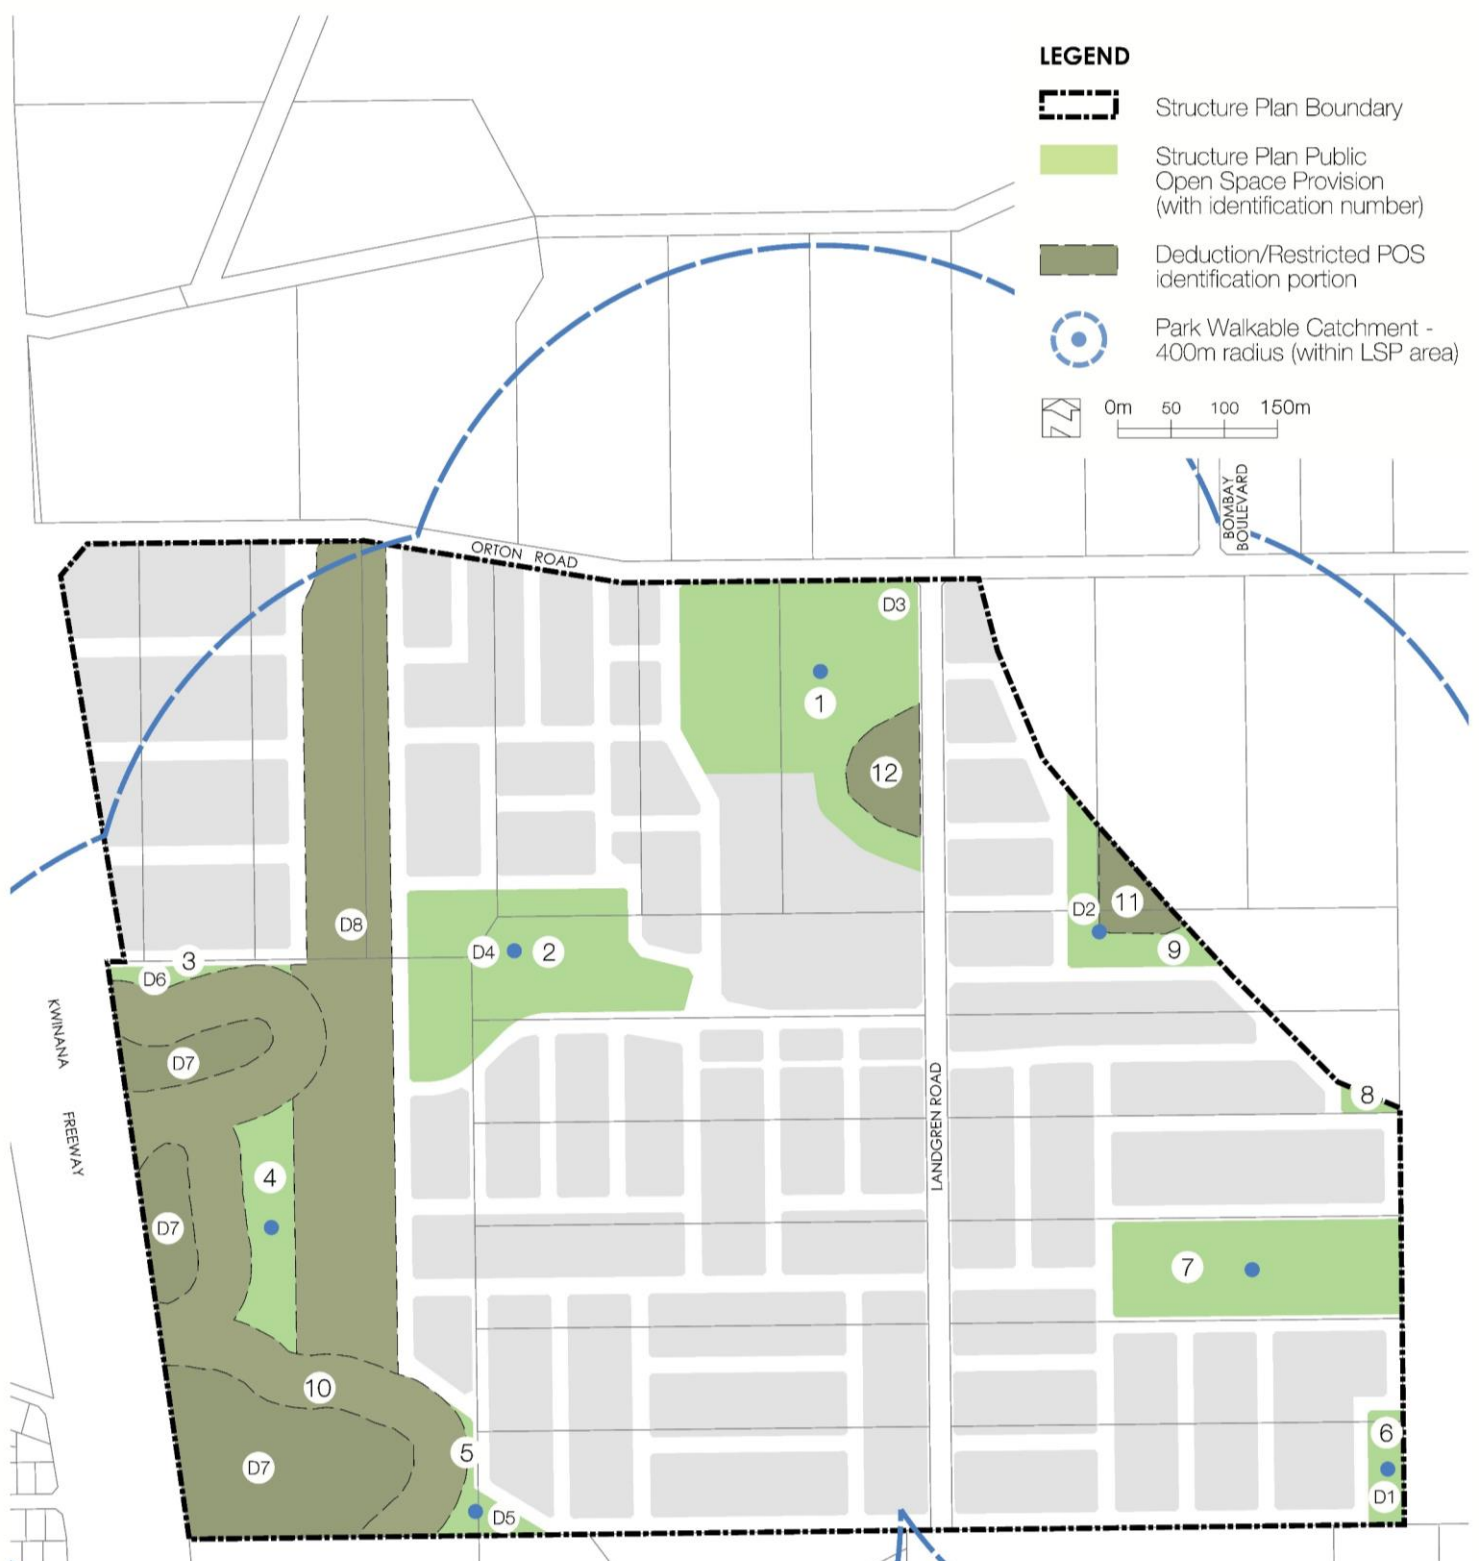 LEGEND
Structure Plan Boundary
Structure Plan Public
Open Space Provision
(with identification number)
Deduction/Restricted POS
identification portion
Park Walkable Catchment -
400m radius (within LSP area)
0m 50 100 150m
BOMBAY
BOULEVARD
ORTON ROAD
D3
1
12
11
D2
9
D8
D4
2
3
D6
KWINANA
FREEWAY
D7
LANDGREN ROAD
8
4
D7
7
10
5
D7
D5
6
D1